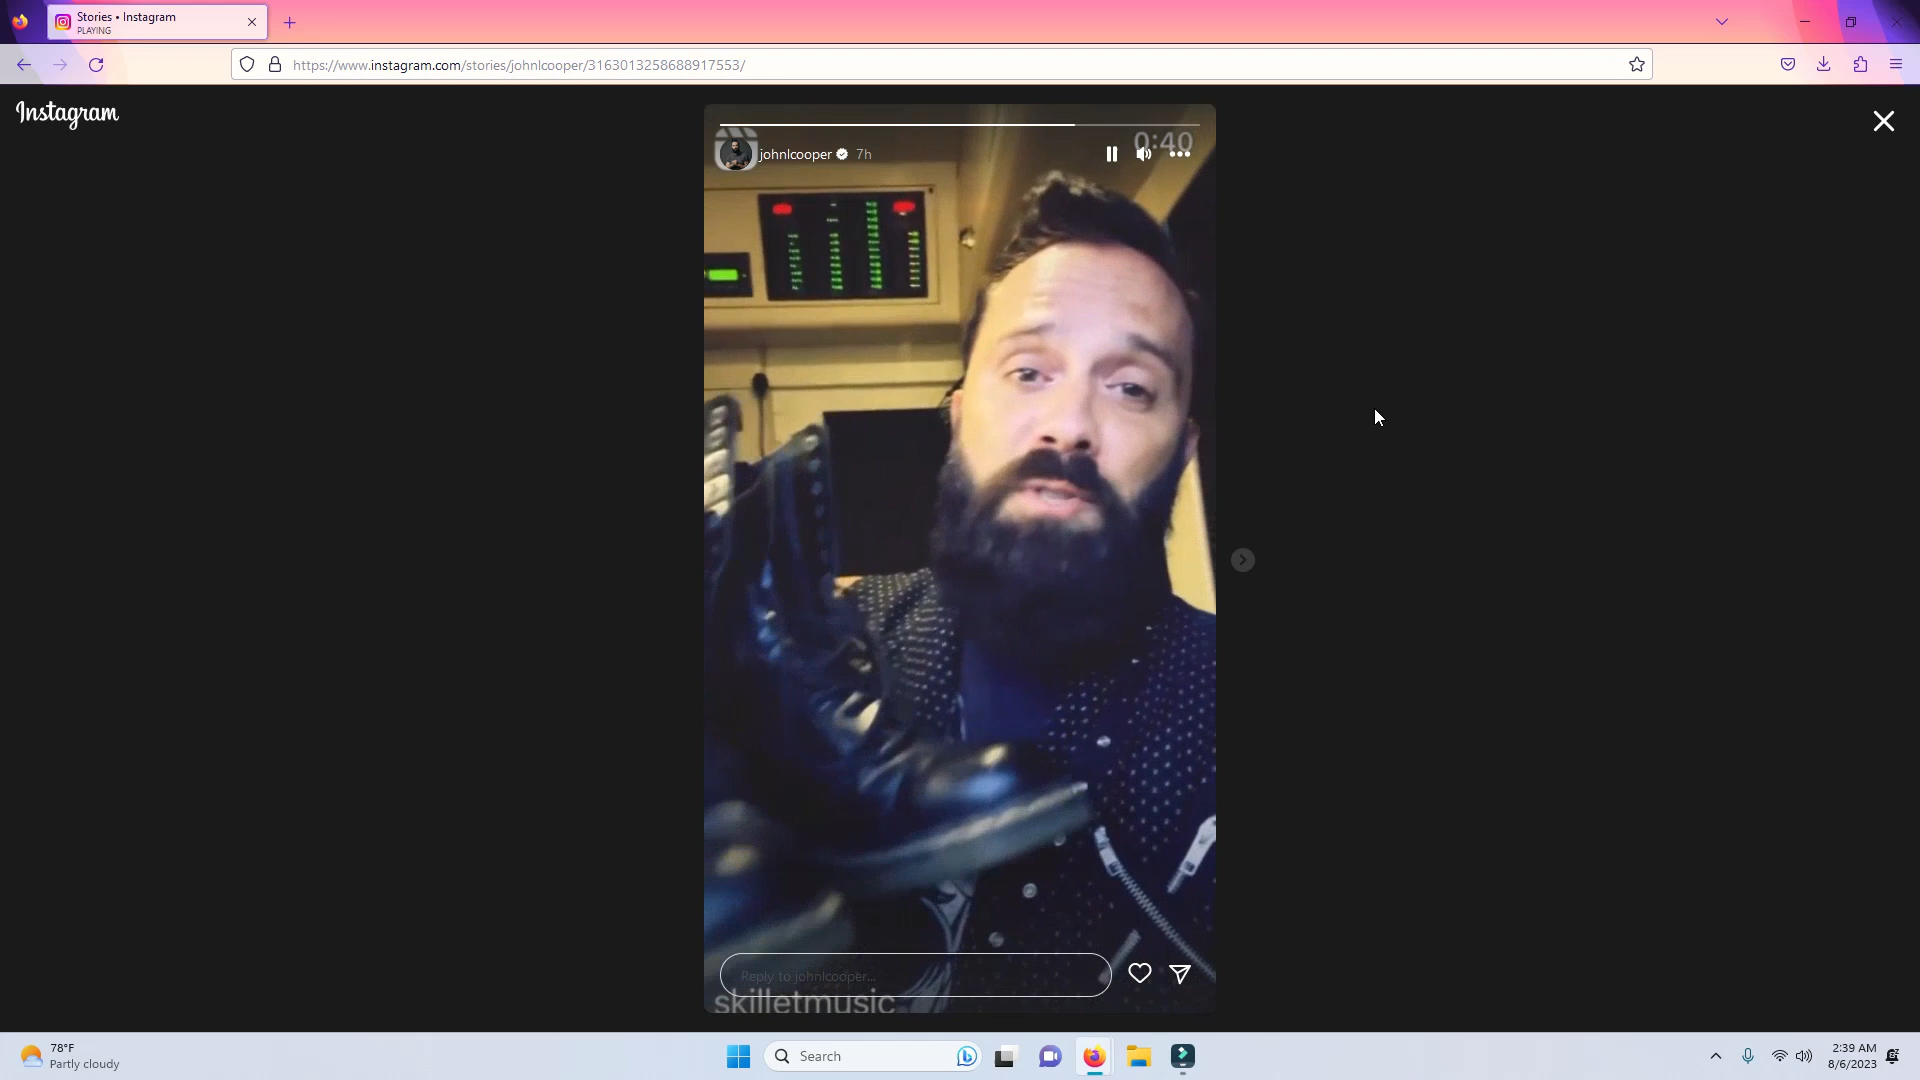 Stories • Instagram
PLAYING
https://www.instagram.com/stories/johnlcooper/3163013258688917553/
Instagram
0:40
johnlcooper 7h
Reply to johnlcooper...
skilletmusic
78°F
Partly cloudy
Search
2:39 AM
8/6/2023